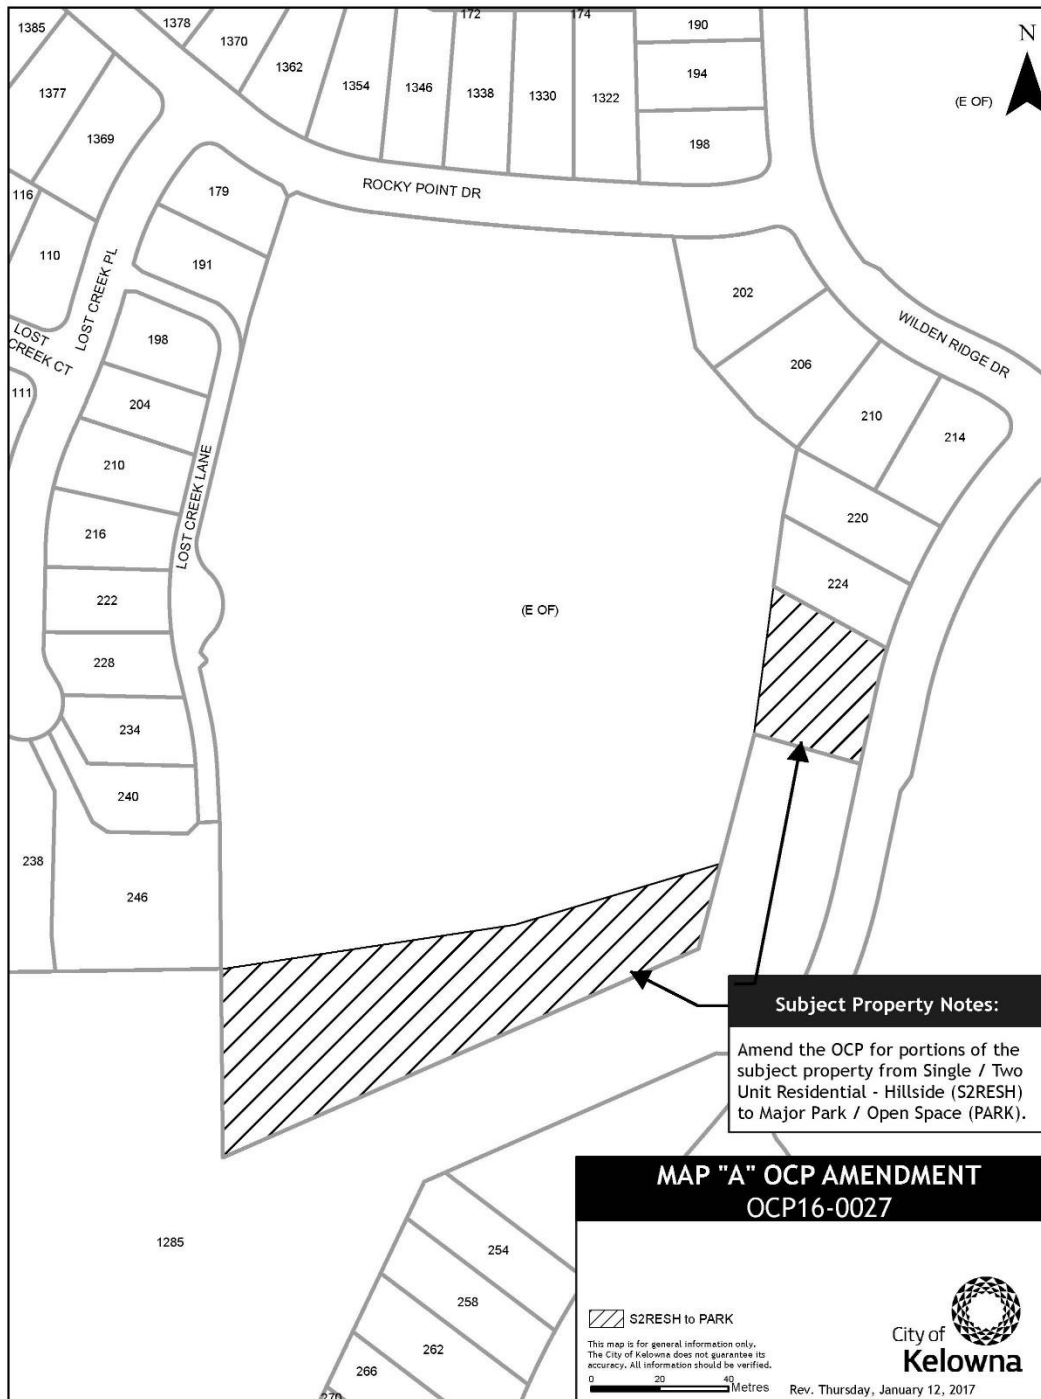 1385
1378
1370
1362
1354
1346
172
1338
1330
174
1322
190
194
198
N
(E OF)
1377
1369
116
110
179
191
ROCKY POINT DR
LOST CREEK PL
LOST
CREEK CT
111
198
204
210
216
222
228
234
240
238
246
LOST CREEK LANE
202
206
210
214
WILDEN RIDGE DR
220
224
(E OF)
Subject Property Notes:
Amend the OCP for portions of the
subject property from Single / Two
Unit Residential - Hillside (S2RESH)
to Major Park / Open Space (PARK).
1285
254
258
262
266
270
MAP "A" OCP AMENDMENT
OCP16-0027
S2RESH to PARK
This map is for general information only.
The City of Kelowna does not guarantee its
accuracy. All information should be verified.
0 20 40
Metres
City of
Kelowna
Rev. Thursday, January 12, 2017